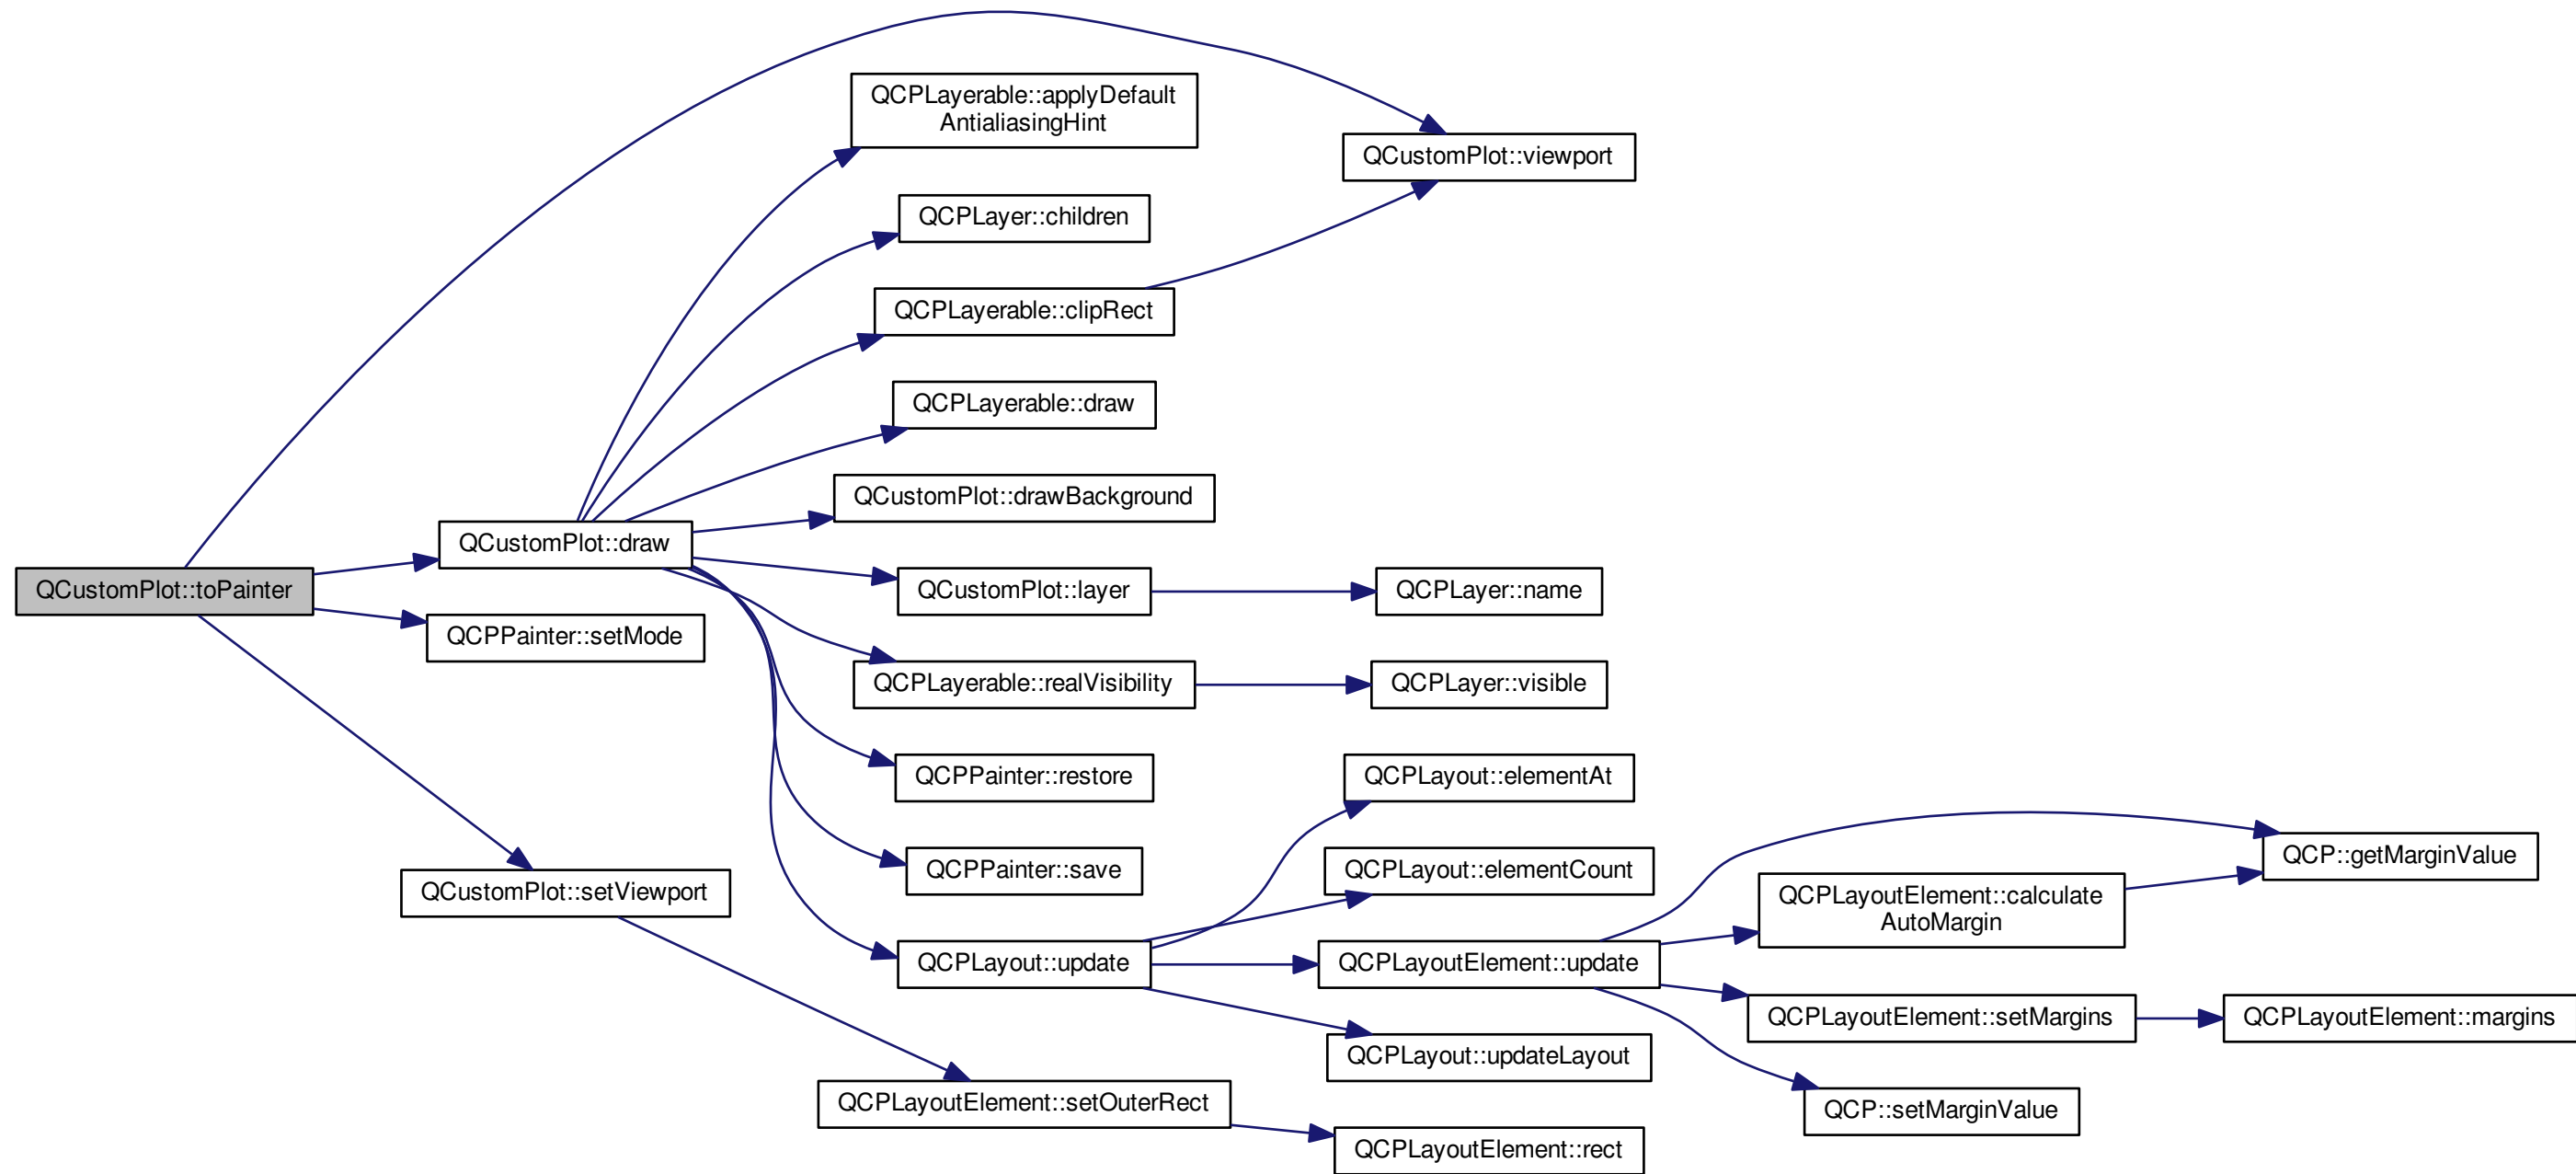 QCPLayerable::applyDefault
AntialiasingHint
QCustomPlot::viewport
QCPLayer::children
QCPLayerable::clipRect
QCPLayerable::draw
QCustomPlot::drawBackground
QCustomPlot::draw
QCustomPlot::toPainter
QCustomPlot::layer
QCPLayer::name
QCPPainter::setMode
QCPLayerable::realVisibility
QCPLayer::visible
QCPPainter::restore
QCPLayout::elementAt
QCP::getMarginValue
QCPPainter::save
QCPLayout::elementCount
QCustomPlot::setViewport
QCPLayoutElement::calculate
AutoMargin
QCPLayout::update
QCPLayoutElement::update
QCPLayoutElement::setMargins
QCPLayoutElement::margins
QCPLayout::updateLayout
QCPLayoutElement::setOuterRect
QCP::setMarginValue
QCPLayoutElement::rect